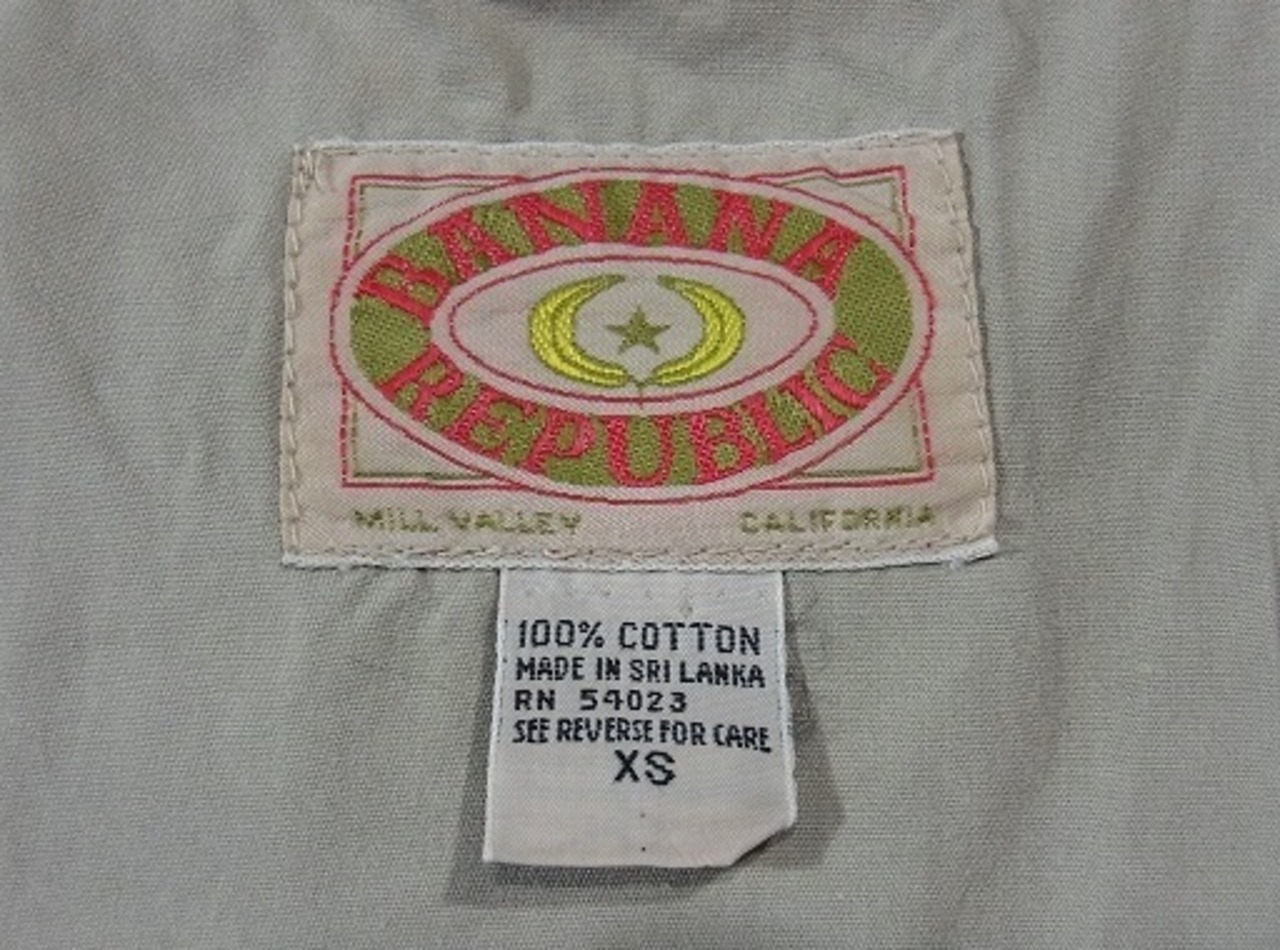 BANANA
REPUBLIC
MILL VALLEY CALIFORNIA
100% COTTON
MADE IN SRI LANKA
RN 54023
SEE REVERSE FOR CARE
XS